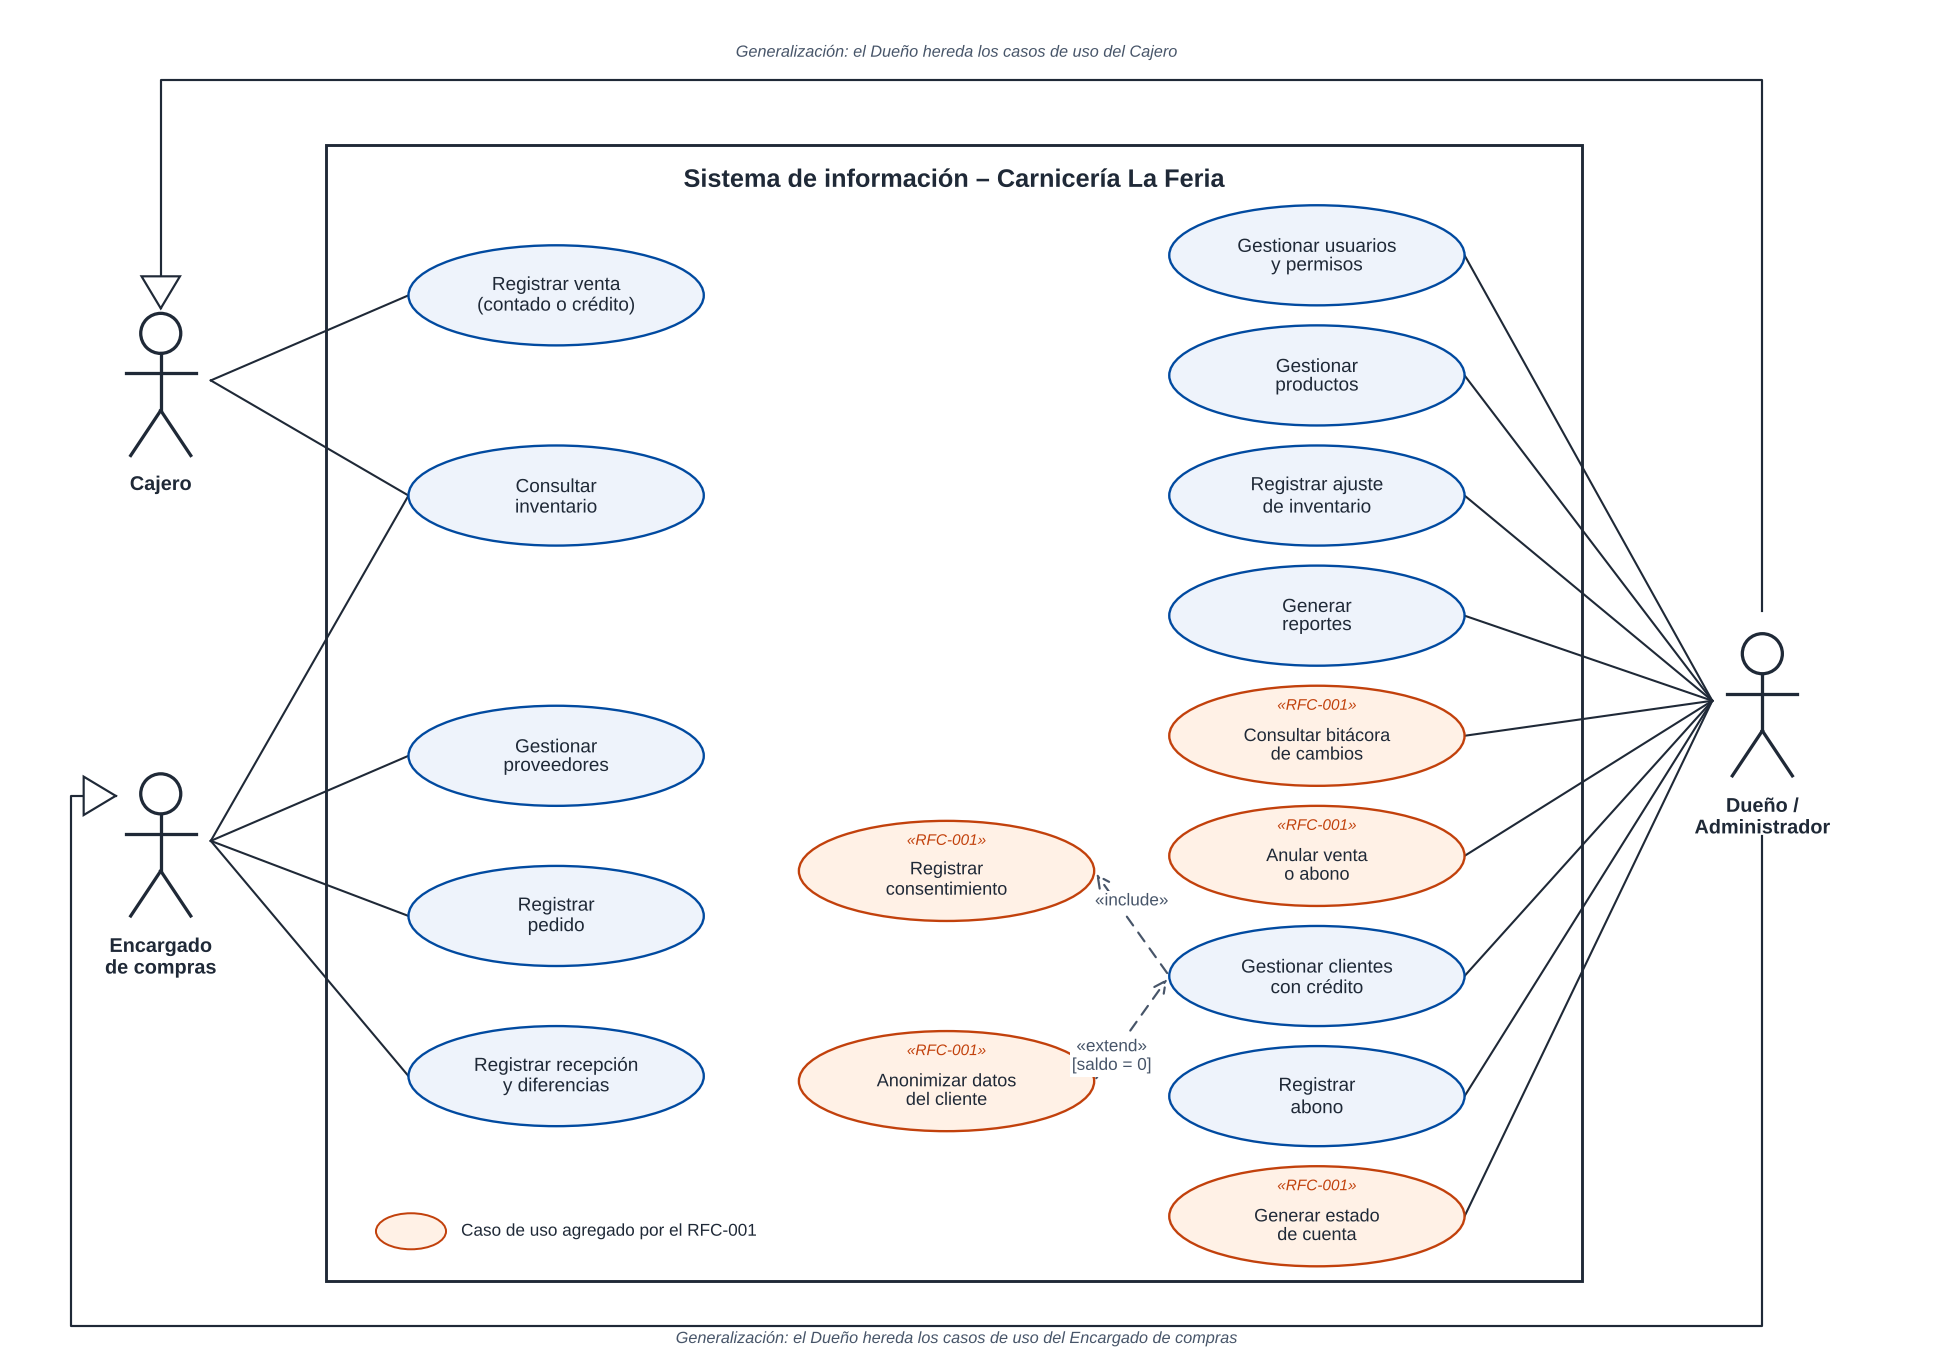 Generalización: el Dueño hereda los casos de uso del Cajero
Sistema de información – Carnicería La Feria
Registrar venta
(contado o crédito)
Consultar
inventario
Gestionar
proveedores
Registrar
pedido
Registrar recepción
y diferencias
Cajero
Encargado
de compras
«RFC-001»
Registrar
consentimiento
«include»
«RFC-001»
Anonimizar datos
del cliente
«extend»
[saldo = 0]
Gestionar usuarios
y permisos
Gestionar
productos
Registrar ajuste
de inventario
Generar
reportes
«RFC-001»
Consultar bitácora
de cambios
«RFC-001»
Anular venta
o abono
Gestionar clientes
con crédito
Registrar
abono
«RFC-001»
Generar estado
de cuenta
Dueño /
Administrador
Caso de uso agregado por el RFC-001
Generalización: el Dueño hereda los casos de uso del Encargado de compras